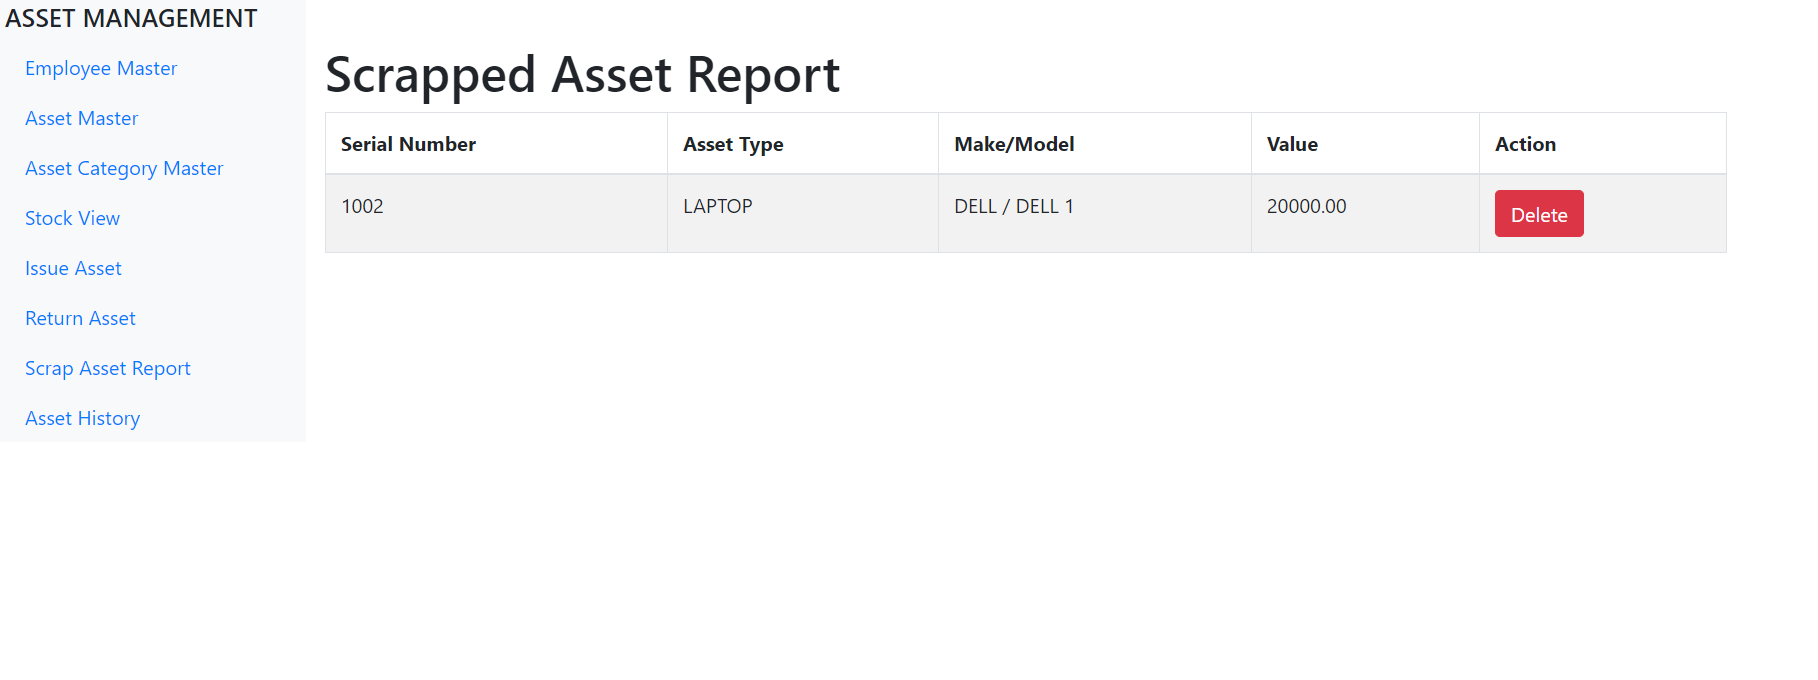 ASSET MANAGEMENT
Employee Master
Asset Master
Asset Category Master
Stock View
Issue Asset
Return Asset
Scrap Asset Report
Asset History
Scrapped Asset Report
Serial Number Asset Type Make/Model Value Action
1002 LAPTOP DELL / DELL 1 20000.00 Delete